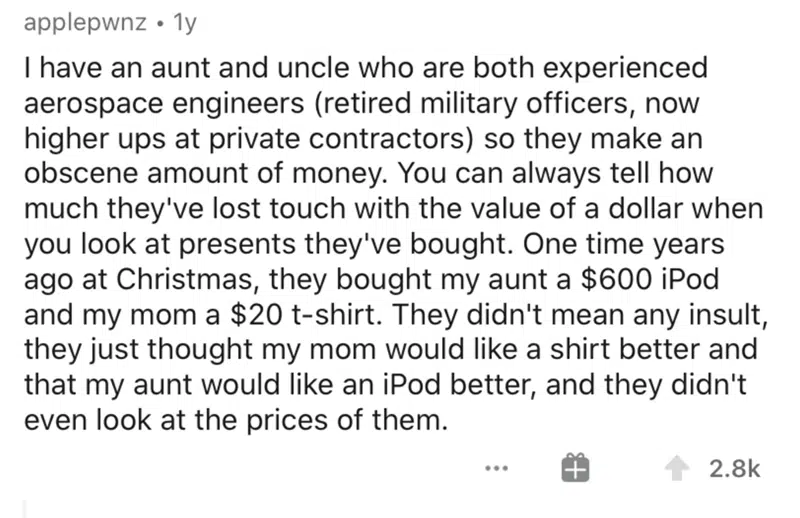 applepwnz • 1y
I have an aunt and uncle who are both experienced
aerospace engineers (retired military officers, now
higher ups at private contractors) so they make an
obscene amount of money. You can always tell how
much they've lost touch with the value of a dollar when
you look at presents they've bought. One time years
ago at Christmas, they bought my aunt a $600 iPod
and my mom a $20 t-shirt. They didn't mean any insult,
they just thought my mom would like a shirt better and
that my aunt would like an iPod better, and they didn't
even look at the prices of them.
... 2.8k